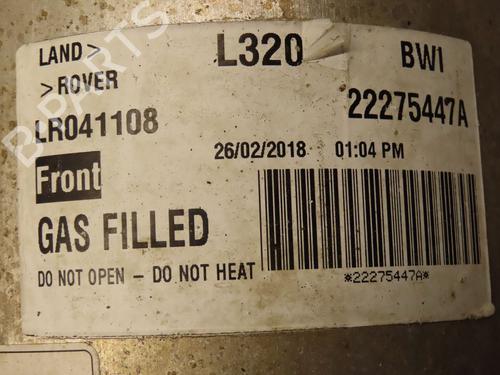 LAND> L320 BWI
>ROVER
LR041108 22275447A
26/02/2018 01:04 PM
Front
GAS FILLED
DO NOT OPEN - DO NOT HEAT
*22275447A*
B-PARTS